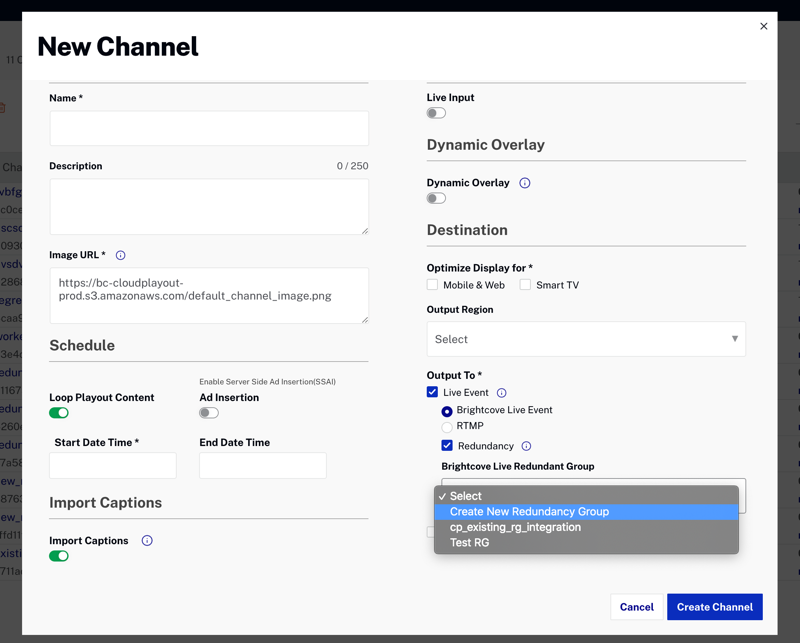 New Channel
×
Name *
Description
0 / 250
Image URL *
https://bc-cloudplayout-
prod.s3.amazonaws.com/default_channel_image.png
Schedule
Enable Server Side Ad Insertion(SSAI)
Loop Playout Content
Ad Insertion
Start Date Time *
End Date Time
Import Captions
Import Captions
Live Input
Dynamic Overlay
Dynamic Overlay
Destination
Optimize Display for *
Mobile & Web
Smart TV
Output Region
Select
Output To *
Live Event
Brightcove Live Event
RTMP
Redundancy
Brightcove Live Redundant Group
✓ Select
Create New Redundancy Group
cp_existing_rg_integration
Test RG
Cancel
Create Channel